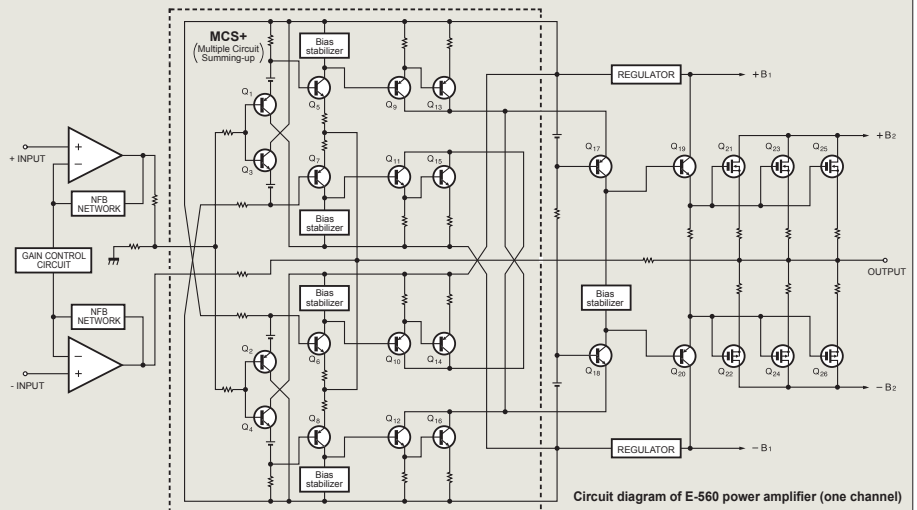 MCS+
(Multiple Circuit
Summing-up)
Bias
stabilizer
Q1
Q5
Q9
Q13
REGULATOR
+B1
+ INPUT
+
−
NFB
NETWORK
Q3
Q7
Q11
Q15
Bias
stabilizer
Q17
Q19
Q21
Q23
Q25
+B2
GAIN CONTROL
CIRCUIT
OUTPUT
NFB
NETWORK
−
+
- INPUT
Bias
stabilizer
Bias
stabilizer
Q2
Q6
Q10
Q14
Q18
Q20
Q22
Q24
Q26
−B2
Q4
Q8
Q12
Q16
Bias
stabilizer
REGULATOR
−B1
Circuit diagram of E-560 power amplifier (one channel)